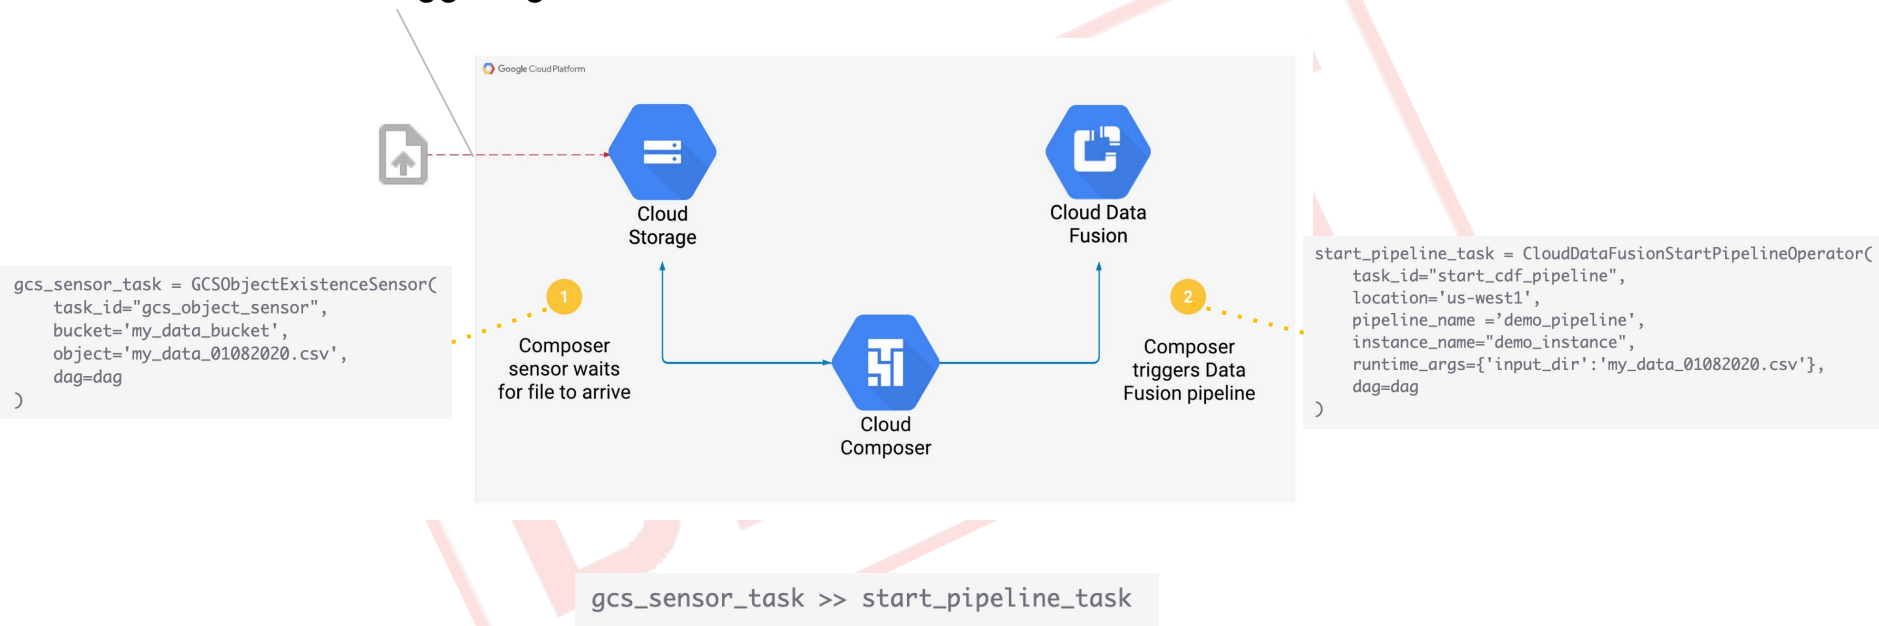 Google Cloud Platform
Cloud
Storage
Cloud Data
Fusion
gcs_sensor_task = GCSObjectExistenceSensor(
task_id="gcs_object_sensor",
bucket='my_data_bucket',
object='my_data_01082020.csv',
dag=dag
)
1
Composer
sensor waits
for file to arrive
Cloud
Composer
2
Composer
triggers Data
Fusion pipeline
start_pipeline_task = CloudDataFusionStartPipelineOperator(
task_id="start_cdf_pipeline",
location='us-west1',
pipeline_name =’demo_pipeline',
instance_name="demo_instance",
runtime_args={'input_dir':'my_data_01082020.csv'},
dag=dag
)
gcs_sensor_task >> start_pipeline_task